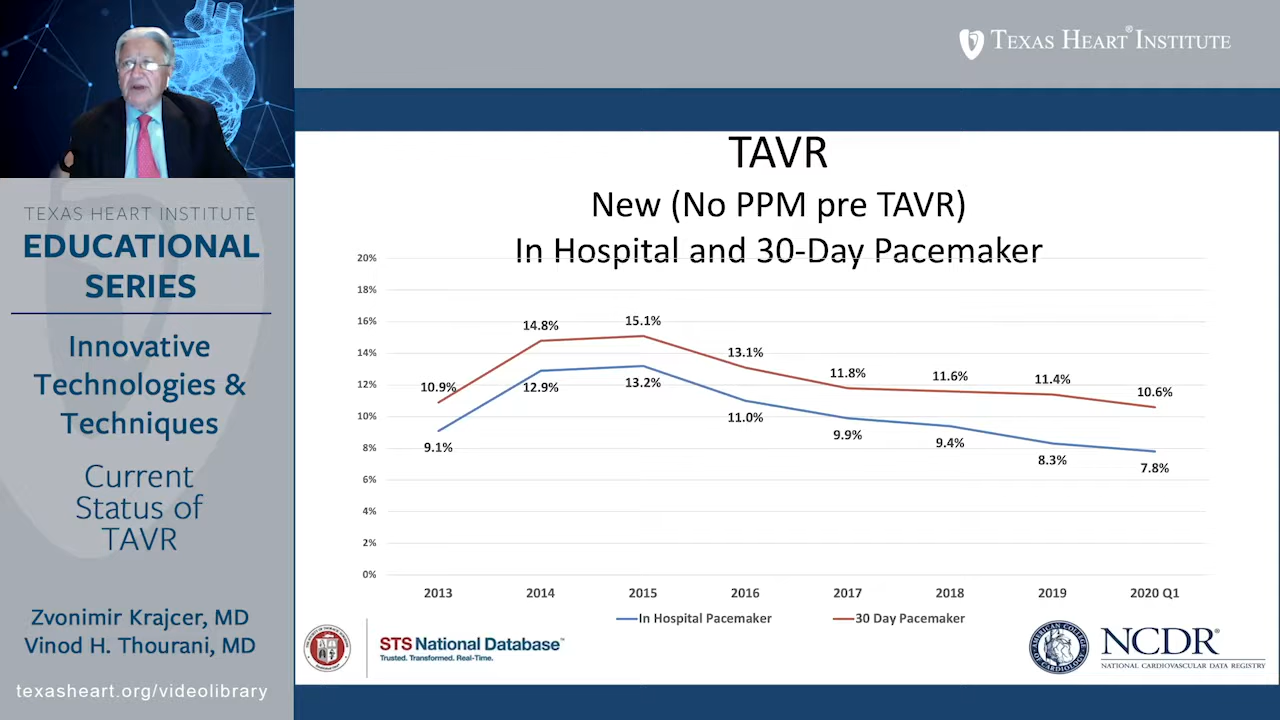 TEXAS HEART® INSTITUTE
TEXAS HEART INSTITUTE
EDUCATIONAL
SERIES
Innovative
Technologies &
Techniques
Current
Status of
TAVR
Zvonimir Krajcer, MD
Vinod H. Thourani, MD
texasheart.org/videolibrary
TAVR
New (No PPM pre TAVR)
In Hospital and 30-Day Pacemaker
20%
18%
16%
14%
12%
10%
8%
6%
4%
2%
0%
10.9%
14.8%
15.1%
13.1%
11.8%
11.6%
11.4%
10.6%
9.1%
12.9%
13.2%
11.0%
9.9%
9.4%
8.3%
7.8%
2013 2014 2015 2016 2017 2018 2019 2020 Q1
In Hospital Pacemaker 30 Day Pacemaker
STS National Database™
Trusted. Transformed. Real-Time.
NCDR®
NATIONAL CARDIOVASCULAR DATA REGISTRY